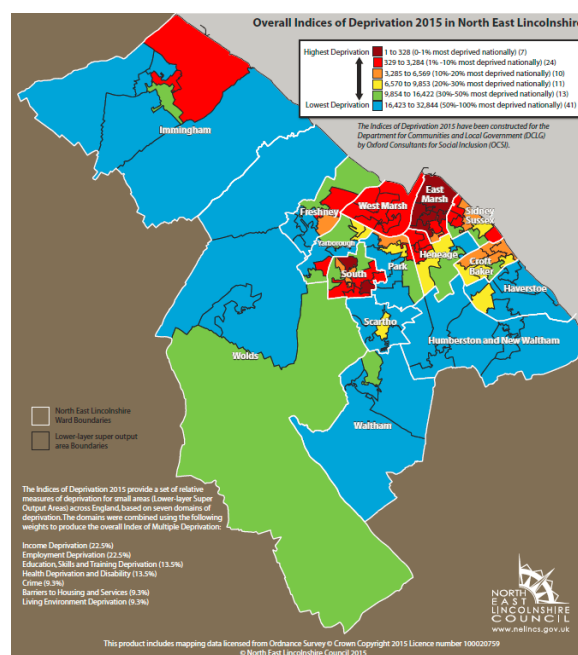 Overall Indices of Deprivation 2015 in North East Lincolnshire
Highest Deprivation
Lowest Deprivation
1 to 328 (0-1% most deprived nationally) (7)
329 to 3,284 (1% -10% most deprived nationally) (24)
3,285 to 6,569 (10%-20% most deprived nationally) (10)
6,570 to 9,853 (20%-30% most deprived nationally) (11)
9,854 to 16,422 (30%-50% most deprived nationally) (13)
16,423 to 32,844 (50%-100% most deprived nationally) (41)
The Indices of Deprivation 2015 have been constructed for the
Department for Communities and Local Government (DCLG)
by Oxford Consultants for Social Inclusion (OCSI).
Immingham
East
Marsh
West Marsh
Freshney
Sidney
Sussex
Yarborough
Heneage
Park
South
Croft
Baker
Haverstoe
Scartho
Humberston and New Waltham
Wolds
Waltham
North East Lincolnshire
Ward Boundaries
Lower-layer super output
area Boundaries
The Indices of Deprivation 2015 provide a set of relative
measures of deprivation for small areas (Lower-layer Super
Output Areas) across England, based on seven domains of
deprivation. The domains were combined using the following
weights to produce the overall Index of Multiple Deprivation:
Income Deprivation (22.5%)
Employment Deprivation (22.5%)
Education, Skills and Training Deprivation (13.5%)
Health Deprivation and Disability (13.5%)
Crime (9.3%)
Barriers to Housing and Services (9.3%)
Living Environment Deprivation (9.3%)
NORTH
EAST
LINCOLNSHIRE
COUNCIL
www.nelincs.gov.uk
This product includes mapping data licensed from Ordnance Survey © Crown Copyright 2015 Licence number 100020759
© North East Lincolnshire Council 2015